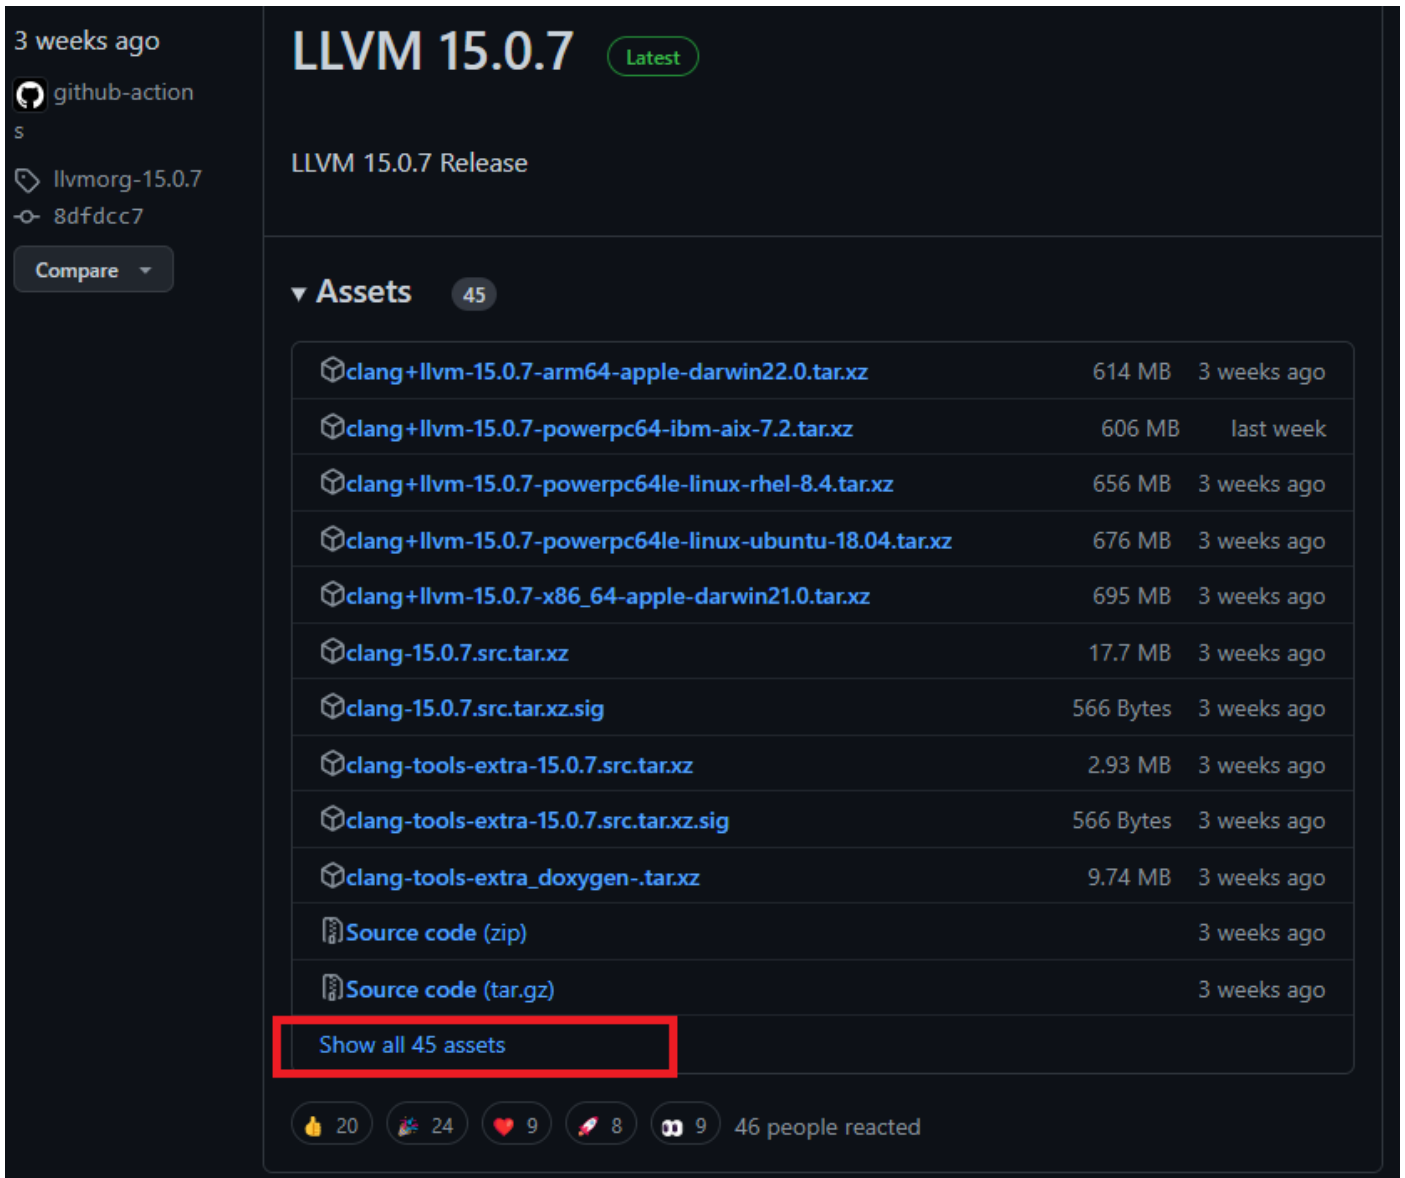 3 weeks ago
github-action
s
llvmorg-15.0.7
8dfdcc7
Compare
LLVM 15.0.7 Latest
LLVM 15.0.7 Release
Assets 45
clang+llvm-15.0.7-arm64-apple-darwin22.0.tar.xz 614 MB 3 weeks ago
clang+llvm-15.0.7-powerpc64-ibm-aix-7.2.tar.xz 606 MB last week
clang+llvm-15.0.7-powerpc64le-linux-rhel-8.4.tar.xz 656 MB 3 weeks ago
clang+llvm-15.0.7-powerpc64le-linux-ubuntu-18.04.tar.xz 676 MB 3 weeks ago
clang+llvm-15.0.7-x86_64-apple-darwin21.0.tar.xz 695 MB 3 weeks ago
clang-15.0.7.src.tar.xz 17.7 MB 3 weeks ago
clang-15.0.7.src.tar.xz.sig 566 Bytes 3 weeks ago
clang-tools-extra-15.0.7.src.tar.xz 2.93 MB 3 weeks ago
clang-tools-extra-15.0.7.src.tar.xz.sig 566 Bytes 3 weeks ago
clang-tools-extra_doxygen-.tar.xz 9.74 MB 3 weeks ago
Source code (zip) 3 weeks ago
Source code (tar.gz) 3 weeks ago
Show all 45 assets
20 24 9 8 9 46 people reacted